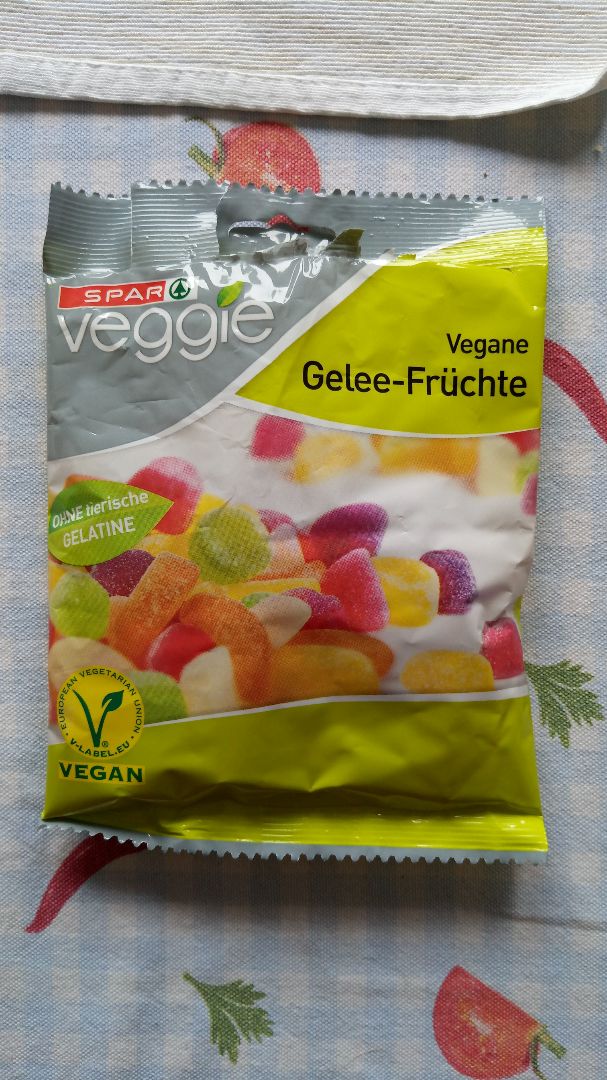 SPAR
veggie
Vegane
Gelee-Früchte
OHNE tierische
GELATINE
EUROPEAN VEGETARIAN UNION
V-LABEL.EU
VEGAN